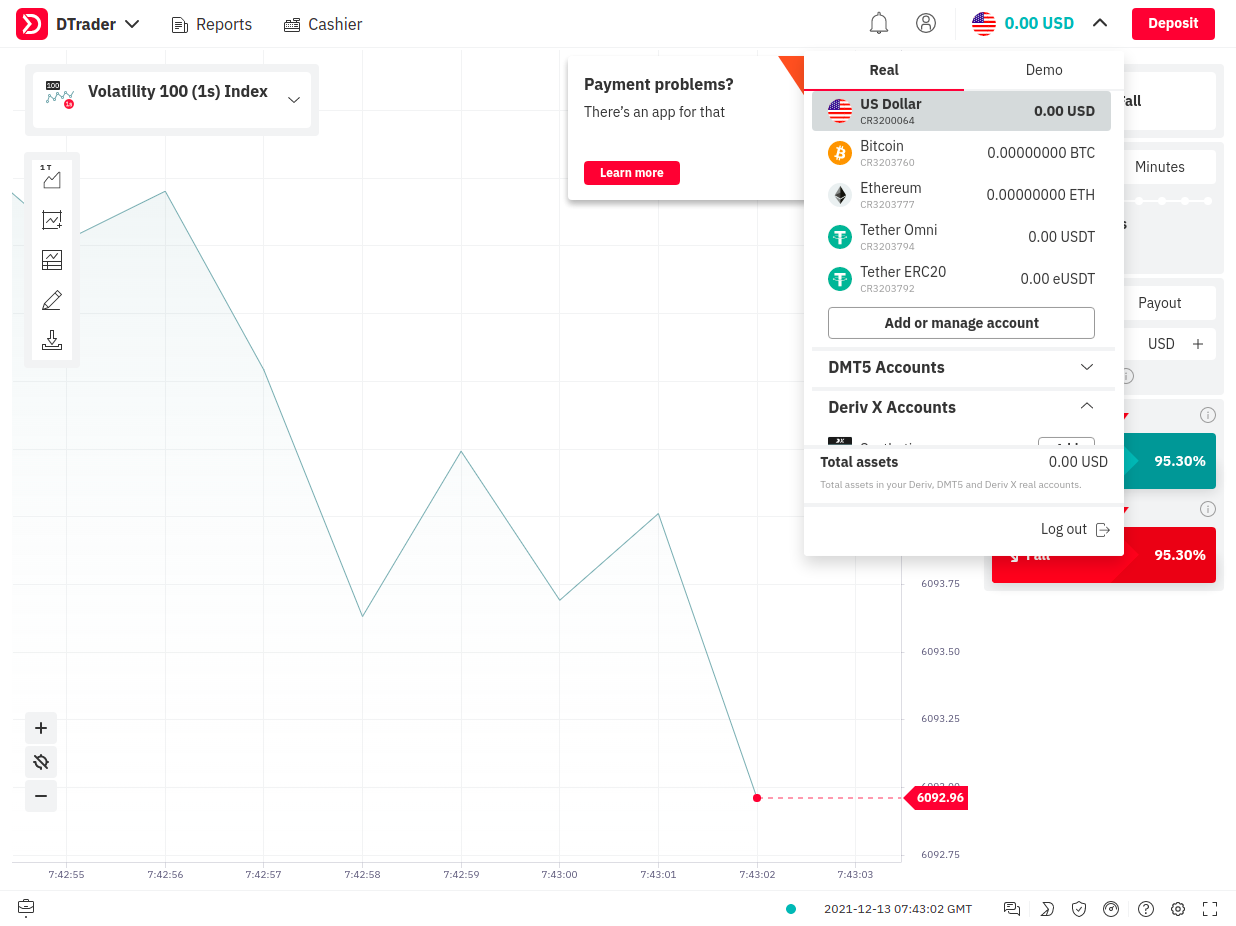 DTrader
Reports
Cashier
0.00 USD
Deposit
100
1s
Volatility 100 (1s) Index
1 T
Payment problems?
There's an app for that
Learn more
Real
Demo
US Dollar
CR3200064
0.00 USD
Bitcoin
CR3203760
0.00000000 BTC
Ethereum
CR3203777
0.00000000 ETH
Tether Omni
CR3203794
0.00 USDT
Tether ERC20
CR3203792
0.00 eUSDT
Add or manage account
DMT5 Accounts
Deriv X Accounts
Total assets
0.00 USD
Total assets in your Deriv, DMT5 and Deriv X real accounts.
Log out
Minutes
Payout
USD
95.30%
Fall
95.30%
6093.75
6093.50
6093.25
6092.96
6092.75
7:42:55
7:42:56
7:42:57
7:42:58
7:42:59
7:43:00
7:43:01
7:43:02
7:43:03
2021-12-13 07:43:02 GMT